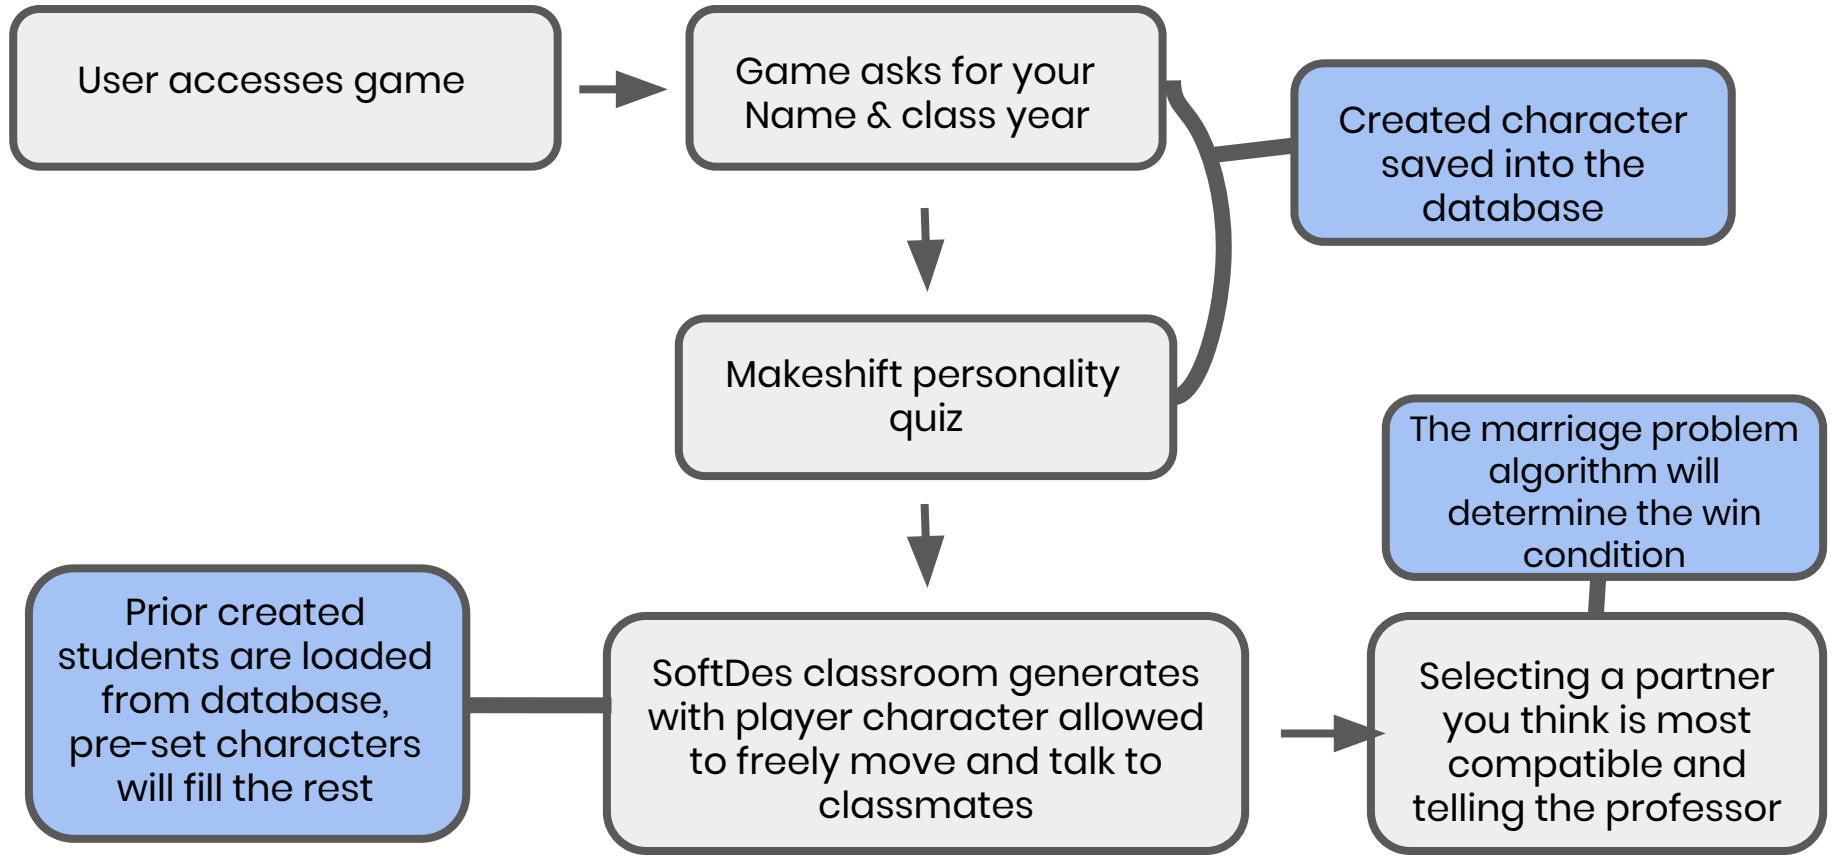 User accesses game
Game asks for your
Name & class year
Created character
saved into the
database
Makeshift personality
quiz
The marriage problem
algorithm will
determine the win
condition
Prior created
students are loaded
from database,
pre-set characters
will fill the rest
SoftDes classroom generates
with player character allowed
to freely move and talk to
classmates
Selecting a partner
you think is most
compatible and
telling the professor